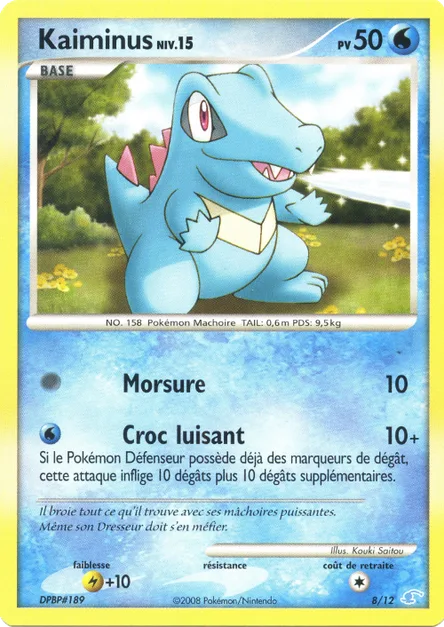 Kaiminus NIV.15 PV 50
BASE
NO. 158 Pokémon Machoire TAIL: 0,6 m PDS: 9,5 kg
Morsure 10
Croc luisant 10+
Si le Pokémon Défenseur possède déjà des marqueurs de dégât,
cette attaque inflige 10 dégâts plus 10 dégâts supplémentaires.
Il broie tout ce qu'il trouve avec ses mâchoires puissantes.
Même son Dresseur doit s'en méfier.
Illus. Kouki Saitou
faiblesse résistance coût de retraite
+10
DPBP#189 ©2008 Pokémon/Nintendo 8/12